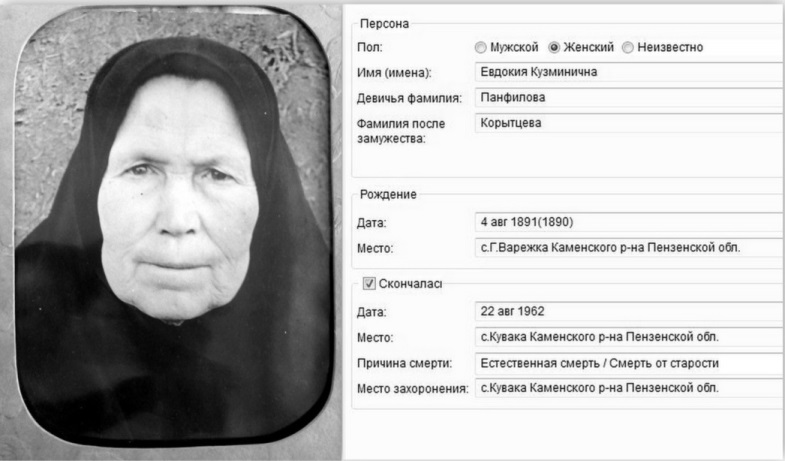 Персона
Пол: Мужской Женский Неизвестно
Имя (имена): Евдокия Кузминична
Девичья фамилия: Панфилова
Фамилия после замужества: Корытцева
Рождение
Дата: 4 авг 1891(1890)
Место: с.Г.Варежка Каменского р-на Пензенской обл.
Скончалась
Дата: 22 авг 1962
Место: с.Кувака Каменского р-на Пензенской обл.
Причина смерти: Естественная смерть / Смерть от старости
Место захоронения: с.Кувака Каменского р-на Пензенской обл.